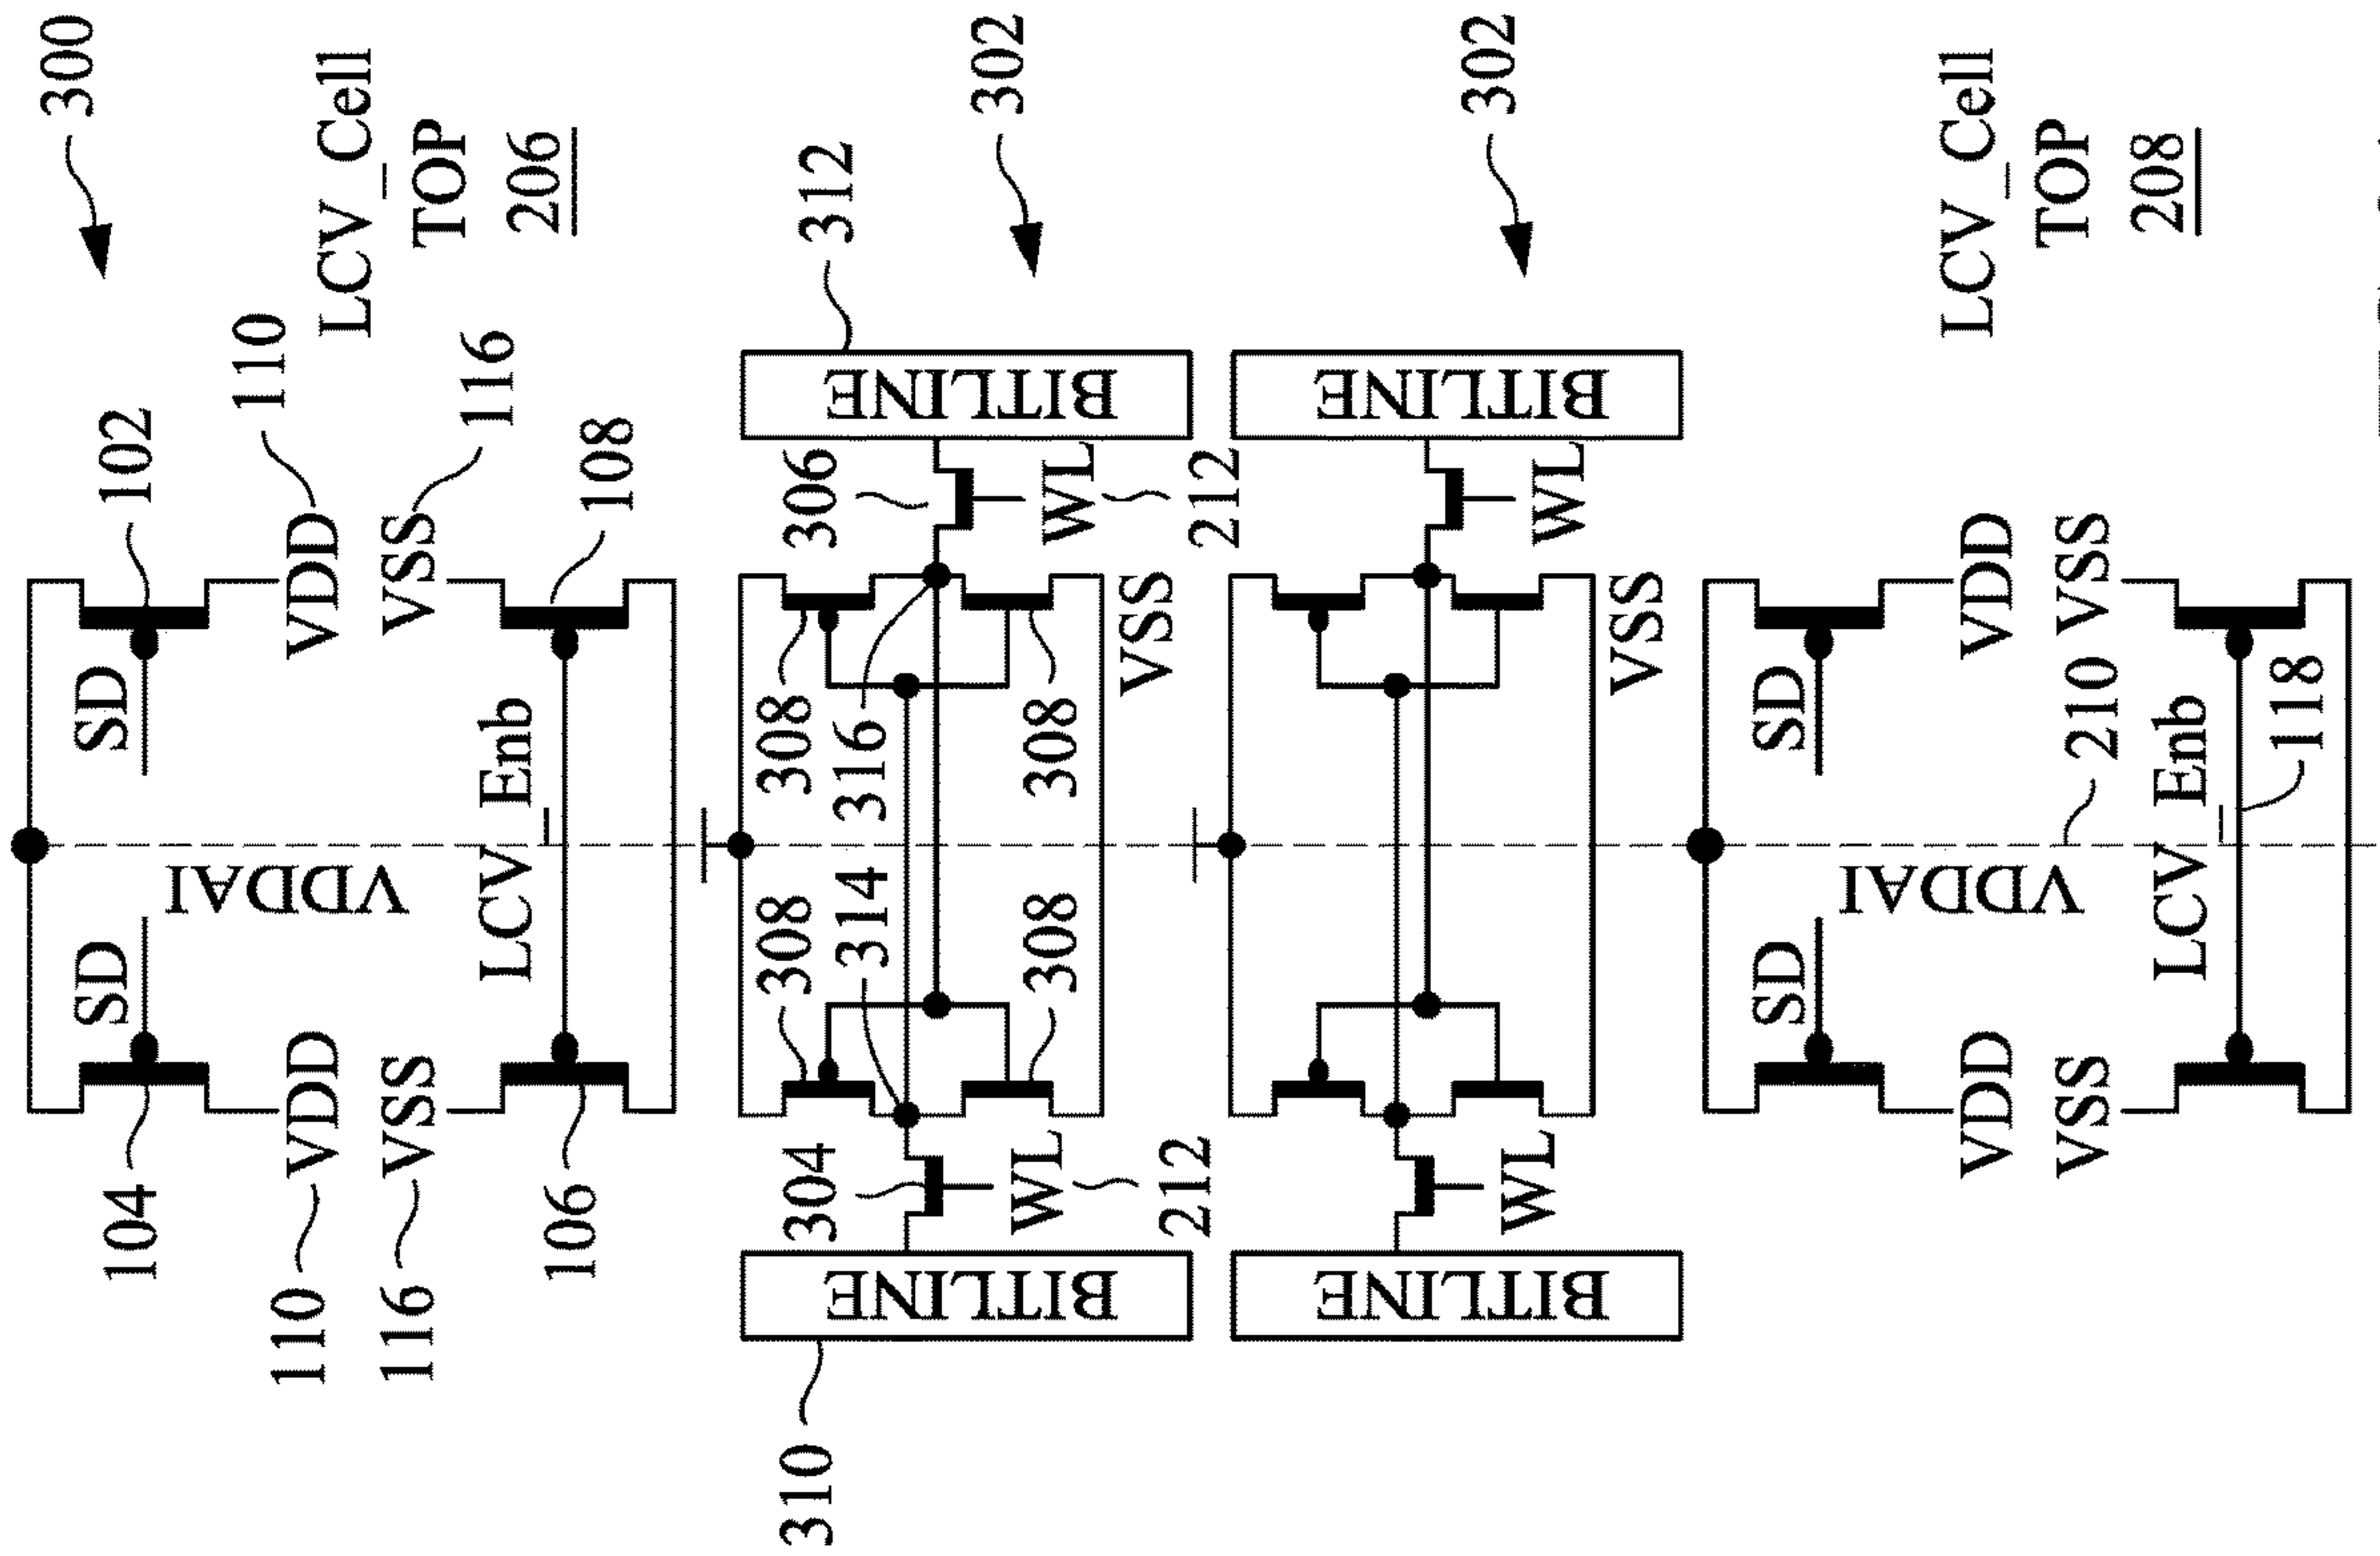 300
LCV_Cell
TOP
206
102
110
116
108
SD
VDD
VSS
VDDAI
LCV_Enb
SD
VDD
VSS
104
110
116
106
312
302
BITLINE
306
WL
212
308
316
308
VSS
308
314
308
304
WL
212
BITLINE
310
302
BITLINE
WL
VSS
WL
BITLINE
LCV_Cell
TOP
208
SD
VDD
VSS
210
118
VDDAI
LCV_Enb
SD
VDD
VSS